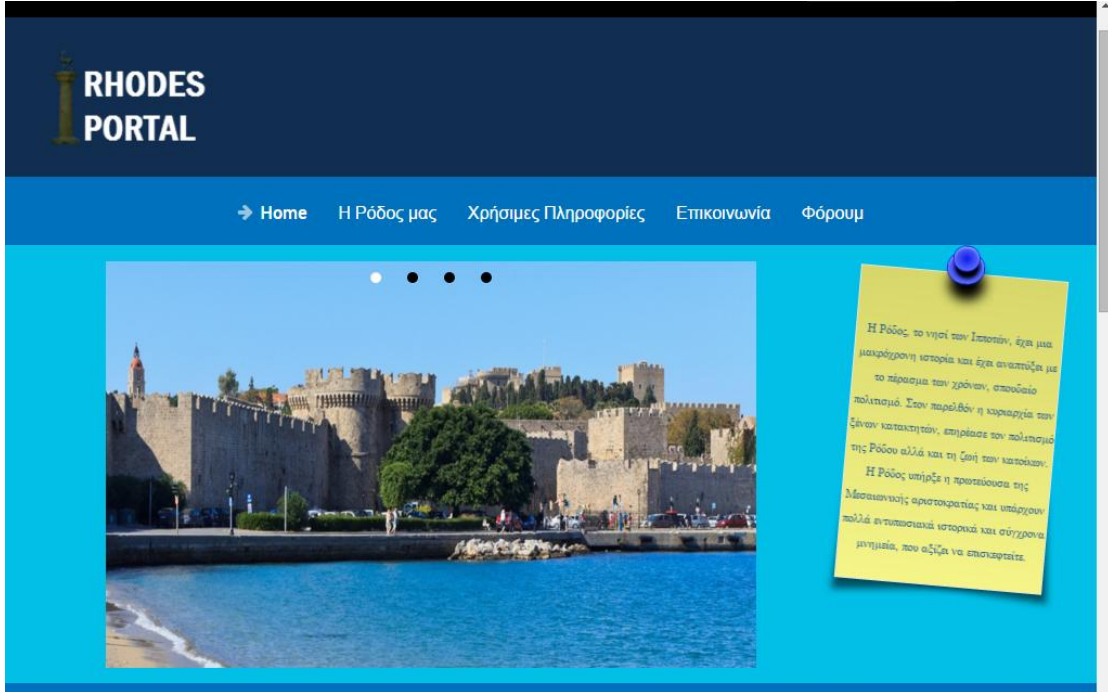 RHODES
PORTAL
Home Η Ρόδος μας Χρήσιμες Πληροφορίες Επικοινωνία Φόρουμ
Η Ρόδος, το νησί των Ιπποτών, έχει μια
μακρόχρονη ιστορία και έχει αναπτύξει με
το πέρασμα των χρόνων, σπουδαίο
πολιτισμό. Στον παρελθόν η κυριαρχία των
ξένων κατακτητών, επηρέασε τον πολιτισμό
της Ρόδου αλλά και τη ζωή των κατοίκων.
Η Ρόδος υπήρξε η πρωτεύουσα της
Μεσαιωνικής αριστοκρατίας και υπάρχουν
πολλά εντυπωσιακά ιστορικά και σύγχρονα
μνημεία, που αξίζει να επισκεφτείτε.